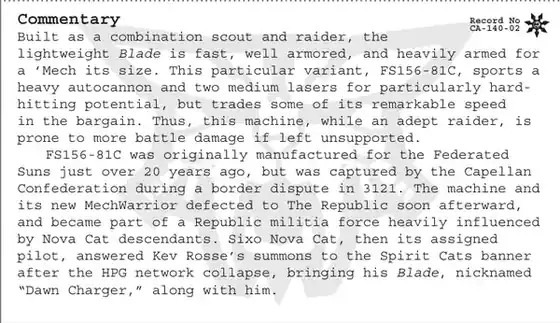 Commentary
Record No
CA-140-02
Built as a combination scout and raider, the
lightweight Blade is fast, well armored, and heavily armed for
a ‘Mech its size. This particular variant, FS156-81C, sports a
heavy autocannon and two medium lasers for particularly hard-
hitting potential, but trades some of its remarkable speed
in the bargain. Thus, this machine, while an adept raider, is
prone to more battle damage if left unsupported.
FS156-81C was originally manufactured for the Federated
Suns just over 20 years ago, but was captured by the Capellan
Confederation during a border dispute in 3121. The machine and
its new MechWarrior defected to The Republic soon afterward,
and became part of a Republic militia force heavily influenced
by Nova Cat descendants. Sixo Nova Cat, then its assigned
pilot, answered Kev Rosse’s summons to the Spirit Cats banner
after the HPG network collapse, bringing his Blade, nicknamed
“Dawn Charger,” along with him.